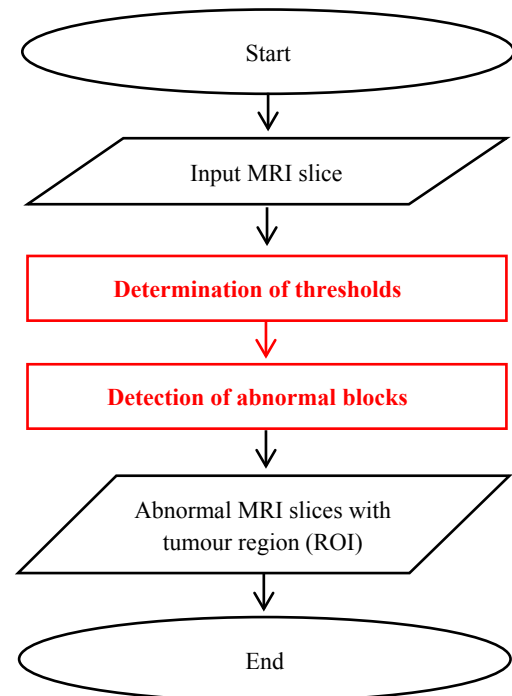 Start
Input MRI slice
Determination of thresholds
Detection of abnormal blocks
Abnormal MRI slices with
tumour region (ROI)
End